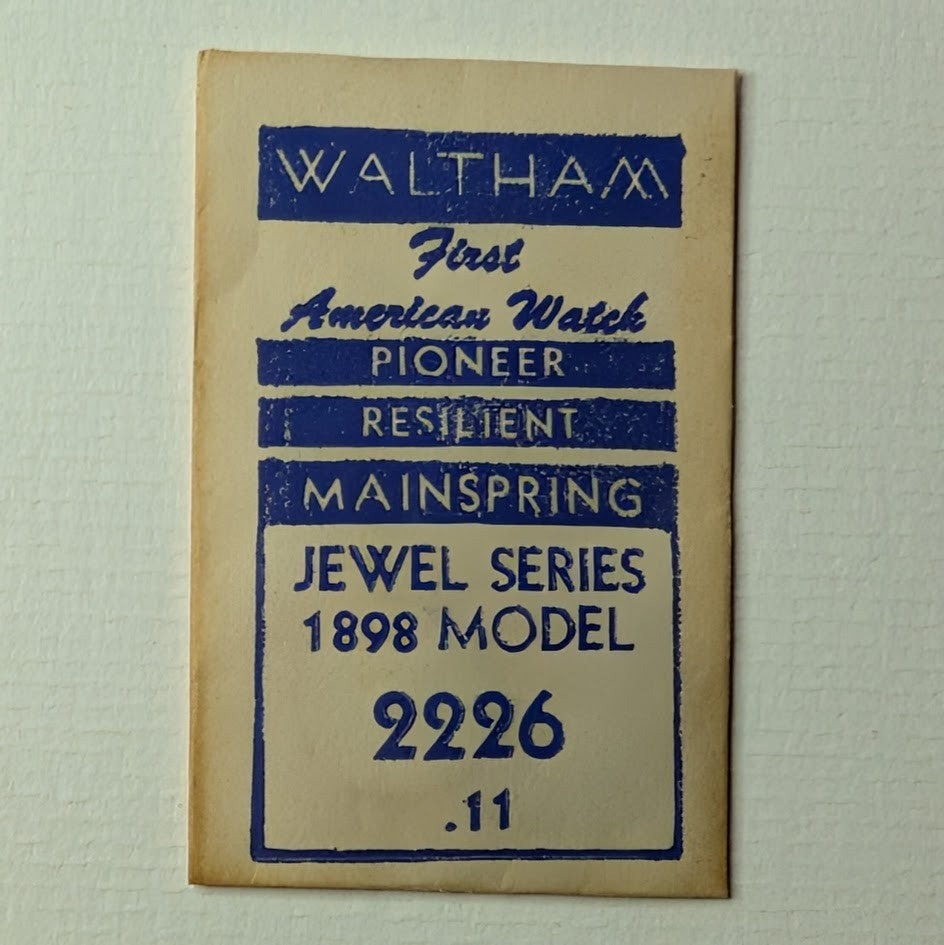 WALTHAM
First
American Watch
PIONEER
RESILIENT
MAINSPRING
JEWEL SERIES
1898 MODEL
2226
.11